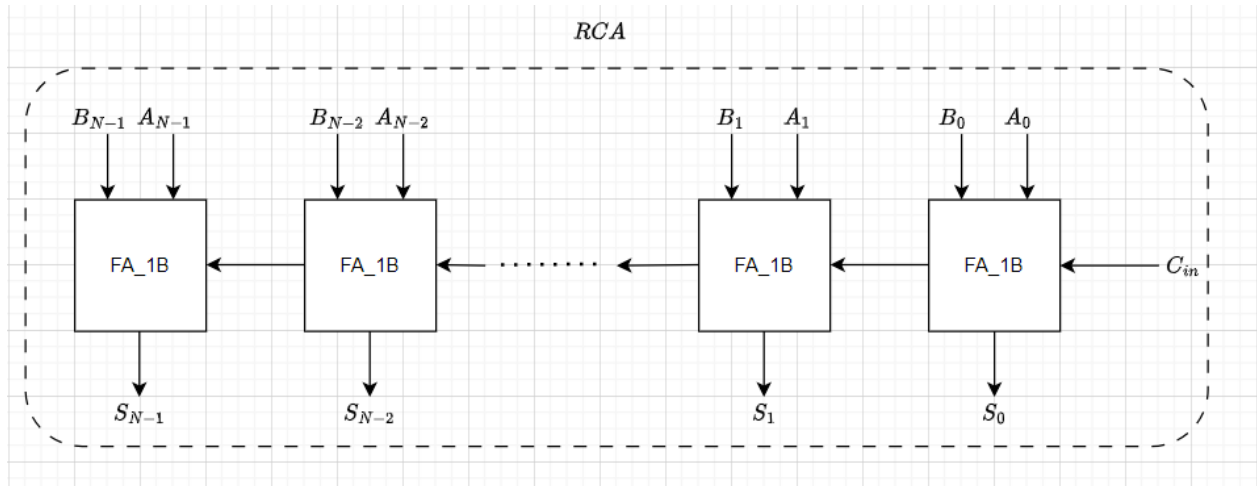 RCA
B_{N-1} A_{N-1} B_{N-2} A_{N-2} B_1 A_1 B_0 A_0
FA_1B FA_1B FA_1B FA_1B C_{in}
S_{N-1} S_{N-2} S_1 S_0